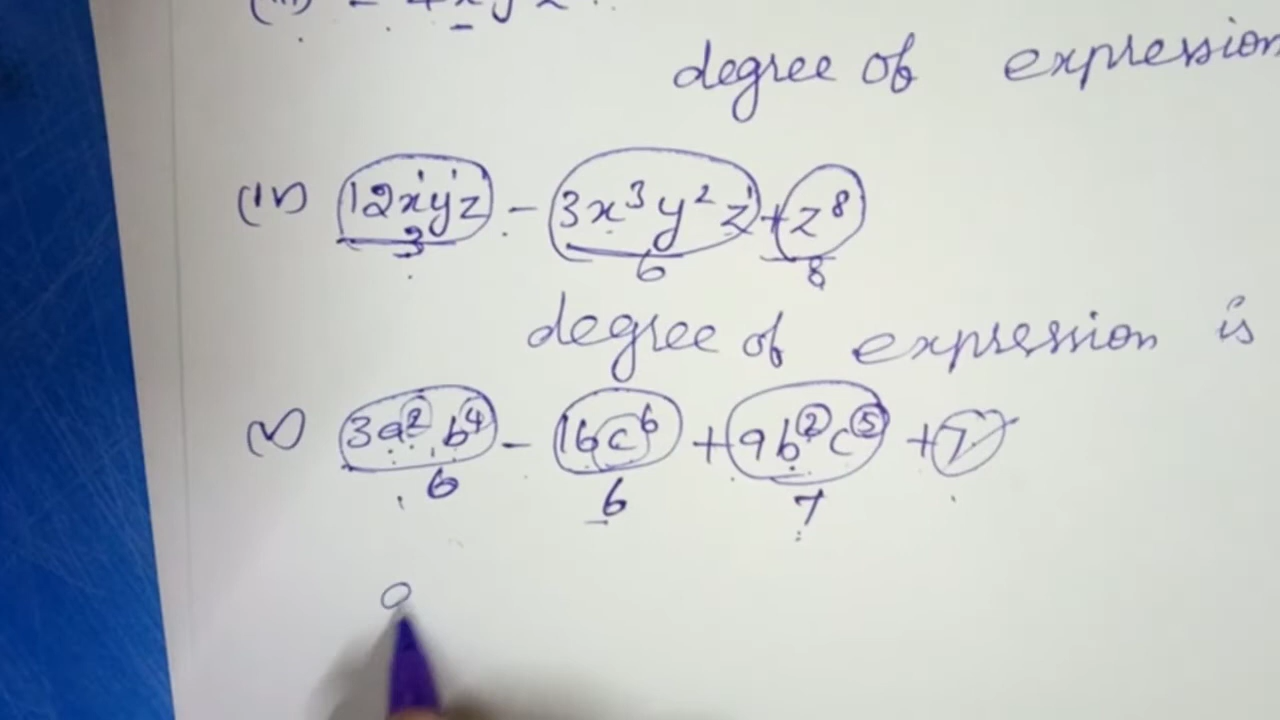 degree of expression
(iv) 12x¹y¹z - 3x³y²z¹ + z⁸
3 6 8
degree of expression is
(v) 3a²b⁴ - 16c⁶ + 9b²c⁵ + 7
6 6 7